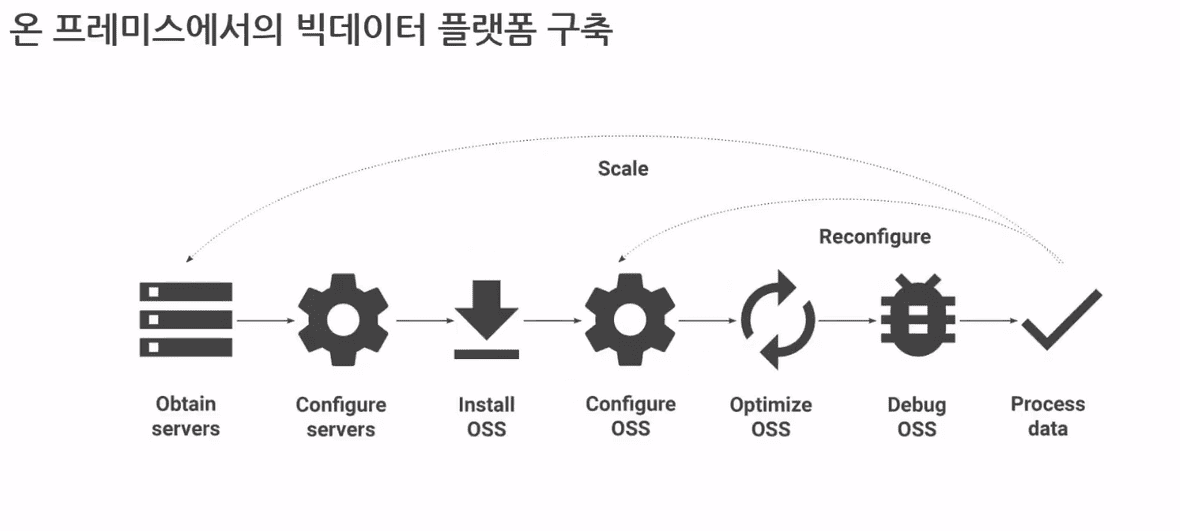 온 프레미스에서의 빅데이터 플랫폼 구축
Scale
Reconfigure
Obtain
servers
Configure
servers
Install
OSS
Configure
OSS
Optimize
OSS
Debug
OSS
Process
data